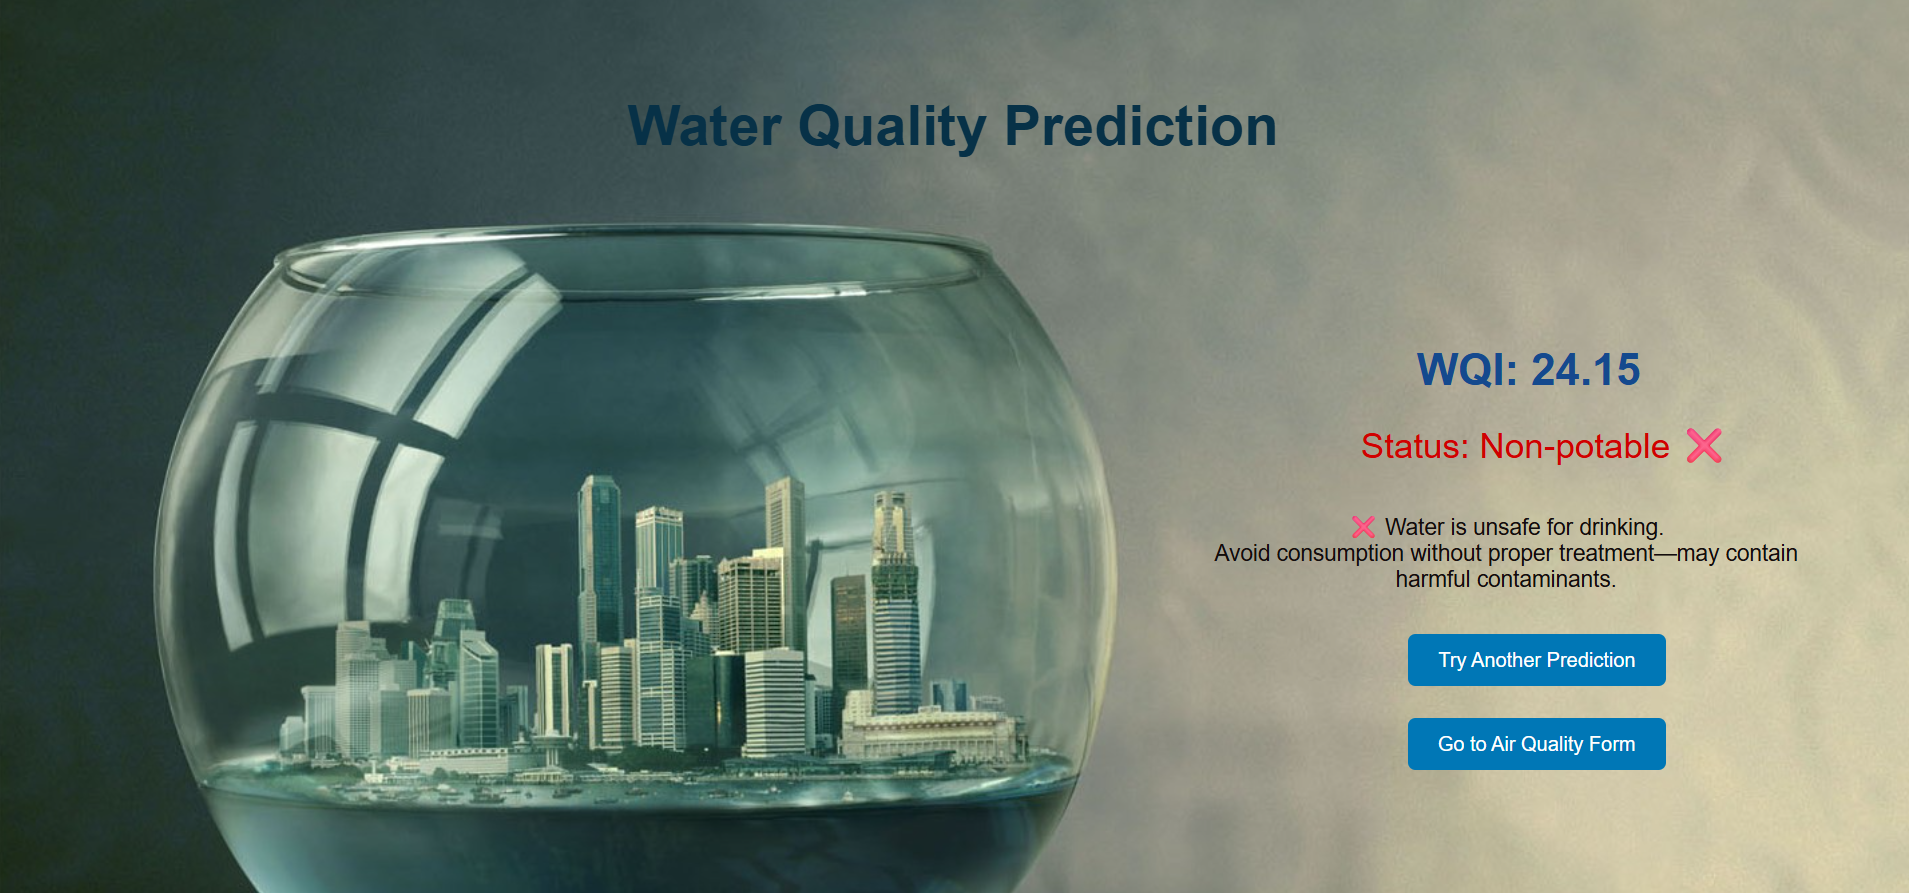 Water Quality Prediction
WQI: 24.15
Status: Non-potable ❌
❌ Water is unsafe for drinking.
Avoid consumption without proper treatment—may contain
harmful contaminants.
Try Another Prediction
Go to Air Quality Form